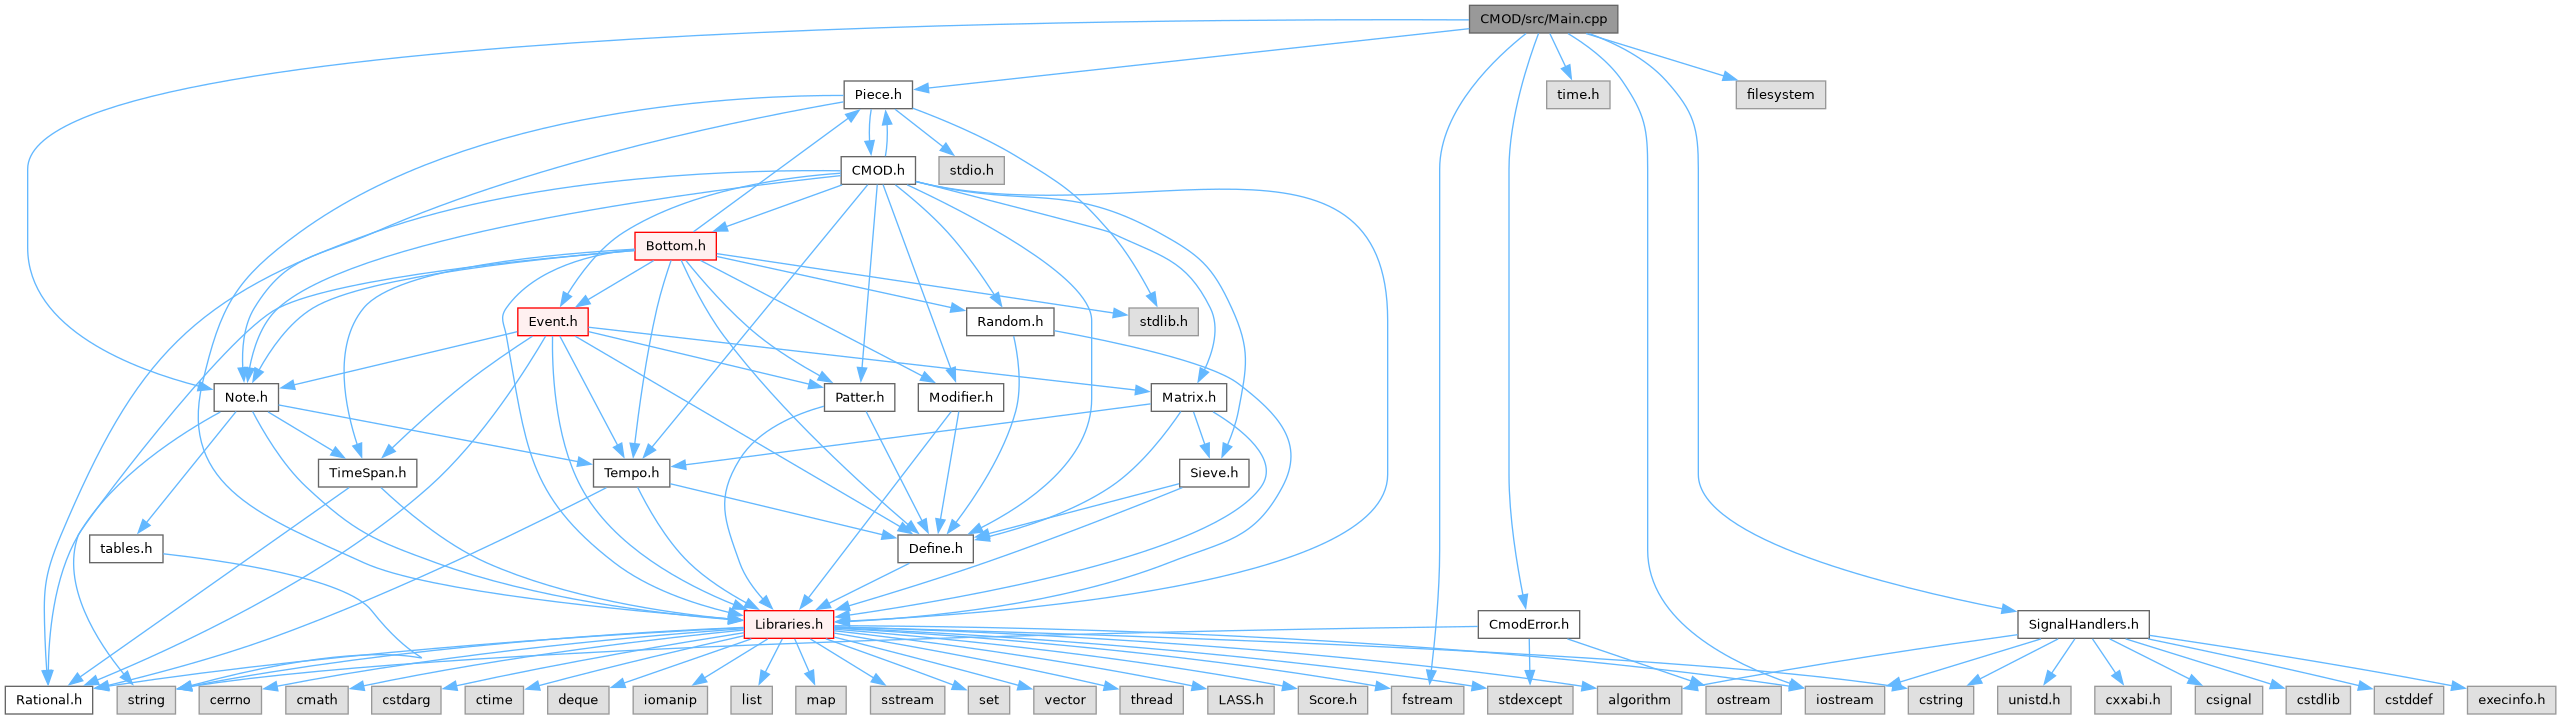 CMOD/src/Main.cpp
Piece.h
time.h
filesystem
CMOD.h
stdio.h
Bottom.h
Event.h
Random.h
stdlib.h
Note.h
Patter.h
Modifier.h
Matrix.h
TimeSpan.h
Tempo.h
Sieve.h
tables.h
Define.h
Libraries.h
CmodError.h
SignalHandlers.h
Rational.h
string
cerrno
cmath
cstdarg
ctime
deque
iomanip
list
map
sstream
set
vector
thread
LASS.h
Score.h
fstream
stdexcept
algorithm
ostream
iostream
cstring
unistd.h
cxxabi.h
csignal
cstdlib
cstddef
execinfo.h